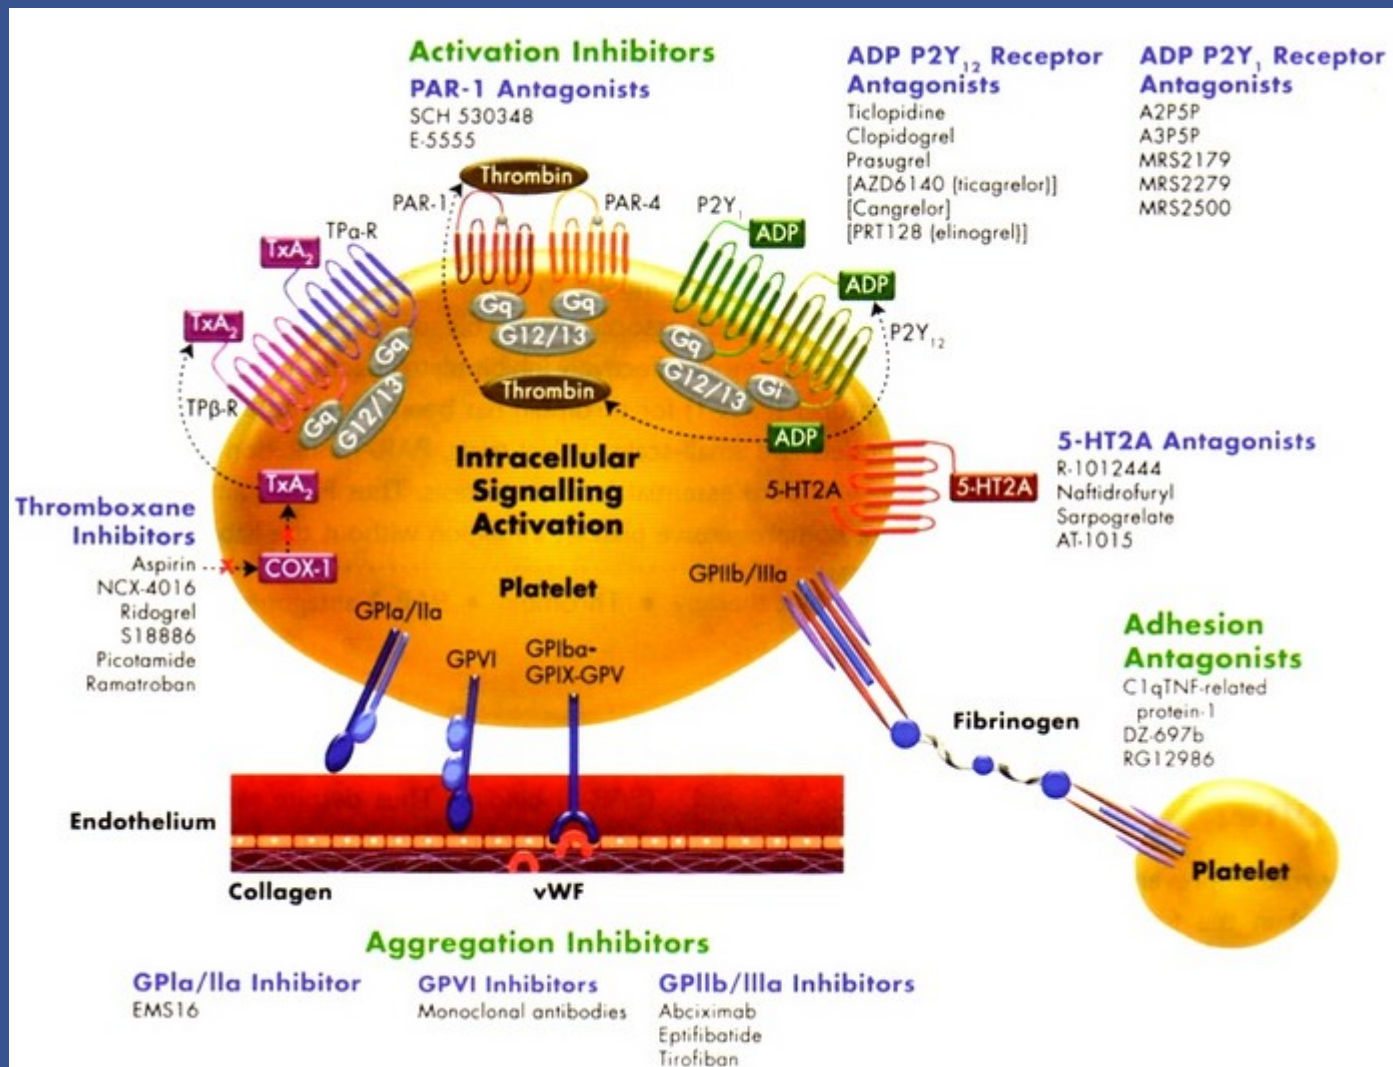 Activation Inhibitors
PAR-1 Antagonists
SCH 530348
E-5555
ADP P2Y₁₂ Receptor
Antagonists
Ticlopidine
Clopidogrel
Prasugrel
[AZD6140 (ticagrelor)]
[Cangrelor]
[PRT128 (elinogrel)]
ADP P2Y₁ Receptor
Antagonists
A2P5P
A3P5P
MRS2179
MRS2279
MRS2500
Thrombin
PAR-1
PAR-4
P2Y₁
ADP
TPα-R
TxA₂
ADP
TxA₂
P2Y₁₂
Gq
Gq
G12/13
Gq
G12/13
Gq
G12/13
Gi
TPβ-R
Gq
G12/13
Thrombin
ADP
Intracellular
Signalling
Activation
5-HT2A
5-HT2A
5-HT2A Antagonists
R-1012444
Naftidrofuryl
Sarpogrelate
AT-1015
TxA₂
Thromboxane
Inhibitors
Aspirin
NCX-4016
Ridogrel
S18886
Picotamide
Ramatroban
COX-1
Platelet
GPIIb/IIIa
GPIa/IIa
GPVI
GPIba-
GPIX-GPV
Adhesion
Antagonists
C1qTNF-related
protein-1
DZ-697b
RG12986
Fibrinogen
Endothelium
Platelet
Collagen
vWF
Aggregation Inhibitors
GPIa/IIa Inhibitor
EMS16
GPVI Inhibitors
Monoclonal antibodies
GPIIb/IIIa Inhibitors
Abciximab
Eptifibatide
Tirofiban